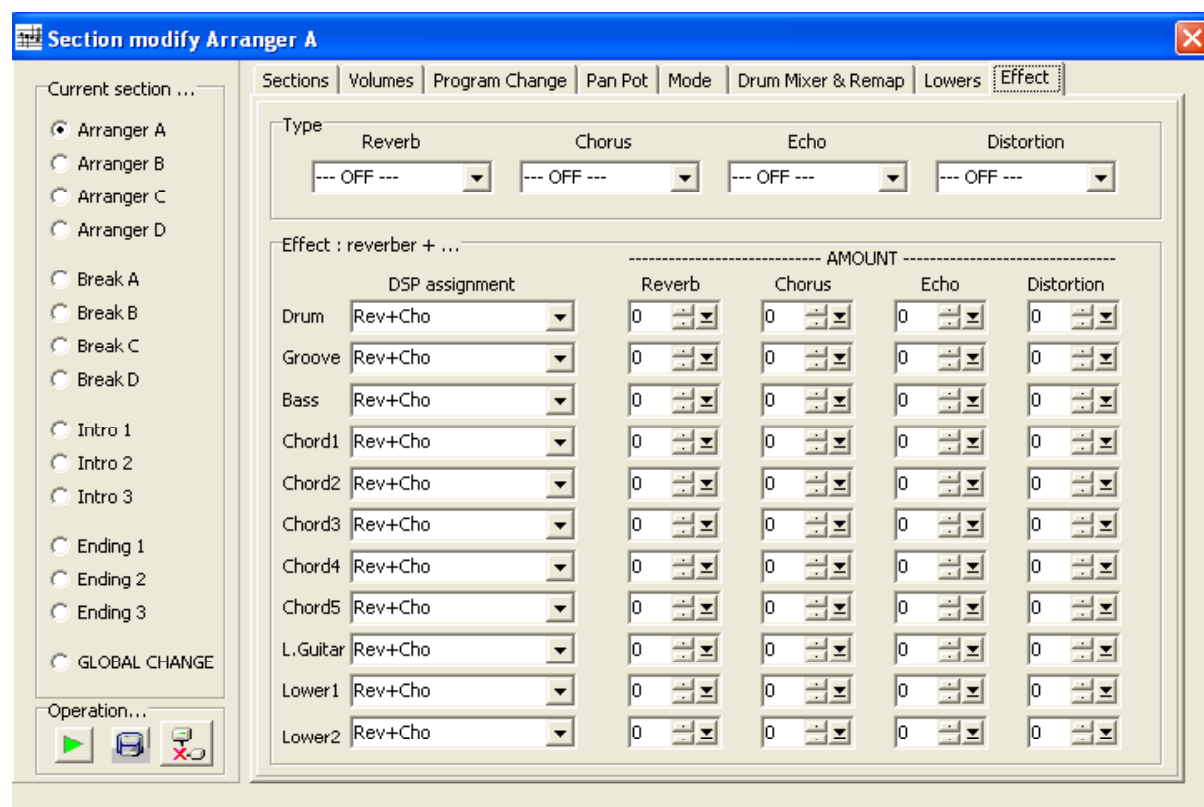 Section modify Arranger A
Current section ...
Arranger A
Arranger B
Arranger C
Arranger D
Break A
Break B
Break C
Break D
Intro 1
Intro 2
Intro 3
Ending 1
Ending 2
Ending 3
GLOBAL CHANGE
Operation...
Sections Volumes Program Change Pan Pot Mode Drum Mixer & Remap Lowers Effect
Type
Reverb Chorus Echo Distortion
--- OFF --- --- OFF --- --- OFF --- --- OFF ---
Effect : reverber + ...
----------------------------- AMOUNT --------------------------------
DSP assignment Reverb Chorus Echo Distortion
Drum Rev+Cho 0 0 0 0
Groove Rev+Cho 0 0 0 0
Bass Rev+Cho 0 0 0 0
Chord1 Rev+Cho 0 0 0 0
Chord2 Rev+Cho 0 0 0 0
Chord3 Rev+Cho 0 0 0 0
Chord4 Rev+Cho 0 0 0 0
Chord5 Rev+Cho 0 0 0 0
L.Guitar Rev+Cho 0 0 0 0
Lower1 Rev+Cho 0 0 0 0
Lower2 Rev+Cho 0 0 0 0